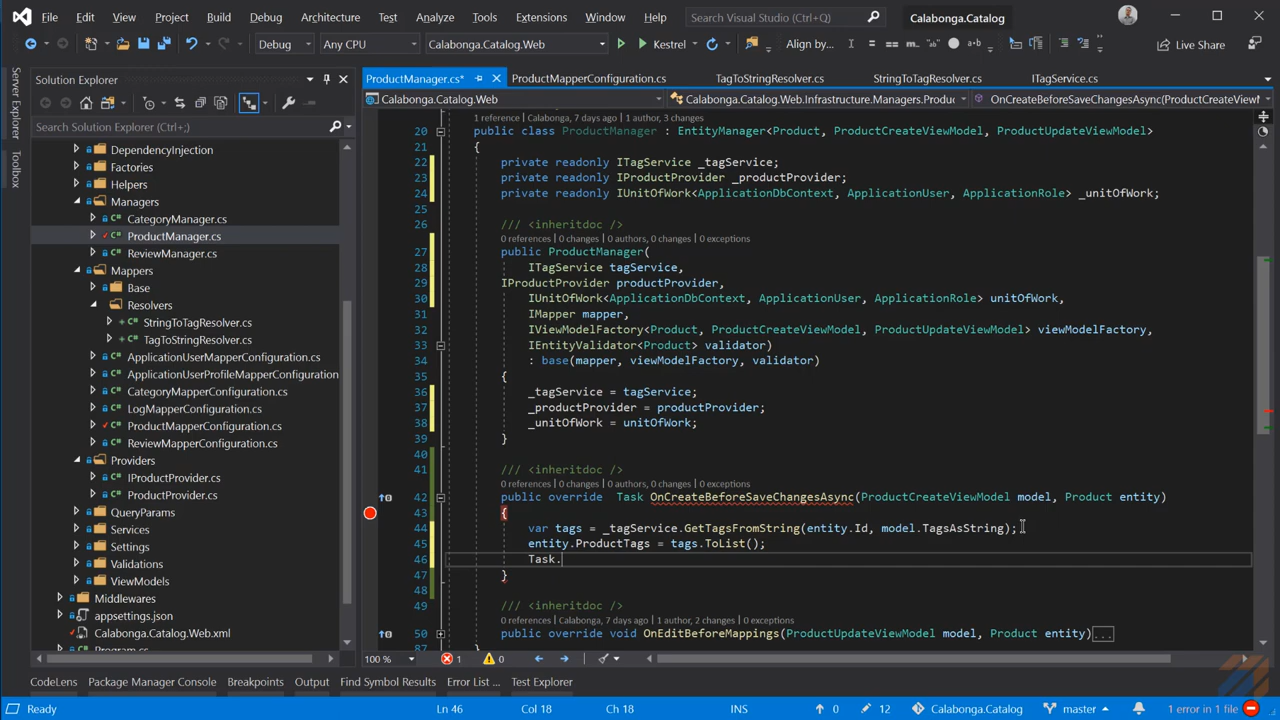 File Edit View Project Build Debug Architecture Test Analyze Tools Extensions Window Help Search Visual Studio (Ctrl+Q) Calabonga.Catalog
Debug Any CPU Calabonga.Catalog.Web Kestrel Align by... Live Share
Server Explorer
Toolbox
Solution Explorer
Search Solution Explorer (Ctrl+;)
DependencyInjection
Factories
Helpers
Managers
CategoryManager.cs
ProductManager.cs
ReviewManager.cs
Mappers
Base
Resolvers
StringToTagResolver.cs
TagToStringResolver.cs
ApplicationUserMapperConfiguration.cs
ApplicationUserProfileMapperConfiguration
CategoryMapperConfiguration.cs
LogMapperConfiguration.cs
ProductMapperConfiguration.cs
ReviewMapperConfiguration.cs
Providers
IProductProvider.cs
ProductProvider.cs
QueryParams
Services
Settings
Validations
ViewModels
Middlewares
appsettings.json
Calabonga.Catalog.Web.xml
Program.cs
ProductManager.cs* ProductMapperConfiguration.cs TagToStringResolver.cs StringToTagResolver.cs ITagService.cs
Calabonga.Catalog.Web Calabonga.Catalog.Web.Infrastructure.Managers.Produc OnCreateBeforeSaveChangesAsync(ProductCreateViewM
1 reference | Calabonga, 7 days ago | 1 author, 3 changes
20 public class ProductManager : EntityManager<Product, ProductCreateViewModel, ProductUpdateViewModel>
21 {
22 private readonly ITagService _tagService;
23 private readonly IProductProvider _productProvider;
24 private readonly IUnitOfWork<ApplicationDbContext, ApplicationUser, ApplicationRole> _unitOfWork;
25
26 /// <inheritdoc />
0 references | 0 changes | 0 authors, 0 changes | 0 exceptions
27 public ProductManager(
28 ITagService tagService,
29 IProductProvider productProvider,
30 IUnitOfWork<ApplicationDbContext, ApplicationUser, ApplicationRole> unitOfWork,
31 IMapper mapper,
32 IViewModelFactory<Product, ProductCreateViewModel, ProductUpdateViewModel> viewModelFactory,
33 IEntityValidator<Product> validator)
34 : base(mapper, viewModelFactory, validator)
35 {
36 _tagService = tagService;
37 _productProvider = productProvider;
38 _unitOfWork = unitOfWork;
39 }
40
41 /// <inheritdoc />
0 references | 0 changes | 0 authors, 0 changes | 0 exceptions
42 public override Task OnCreateBeforeSaveChangesAsync(ProductCreateViewModel model, Product entity)
43 {
44 var tags = _tagService.GetTagsFromString(entity.Id, model.TagsAsString);
45 entity.ProductTags = tags.ToList();
46 Task.
47 }
48
49 /// <inheritdoc />
0 references | Calabonga, 7 days ago | 1 author, 2 changes | 0 exceptions
50 public override void OnEditBeforeMappings(ProductUpdateViewModel model, Product entity)...
87 }
100 % 1 0
CodeLens Package Manager Console Breakpoints Output Find Symbol Results Error List ... Test Explorer
Ready Ln 46 Col 18 Ch 18 INS 0 12 Calabonga.Catalog master 1 error in 1 file